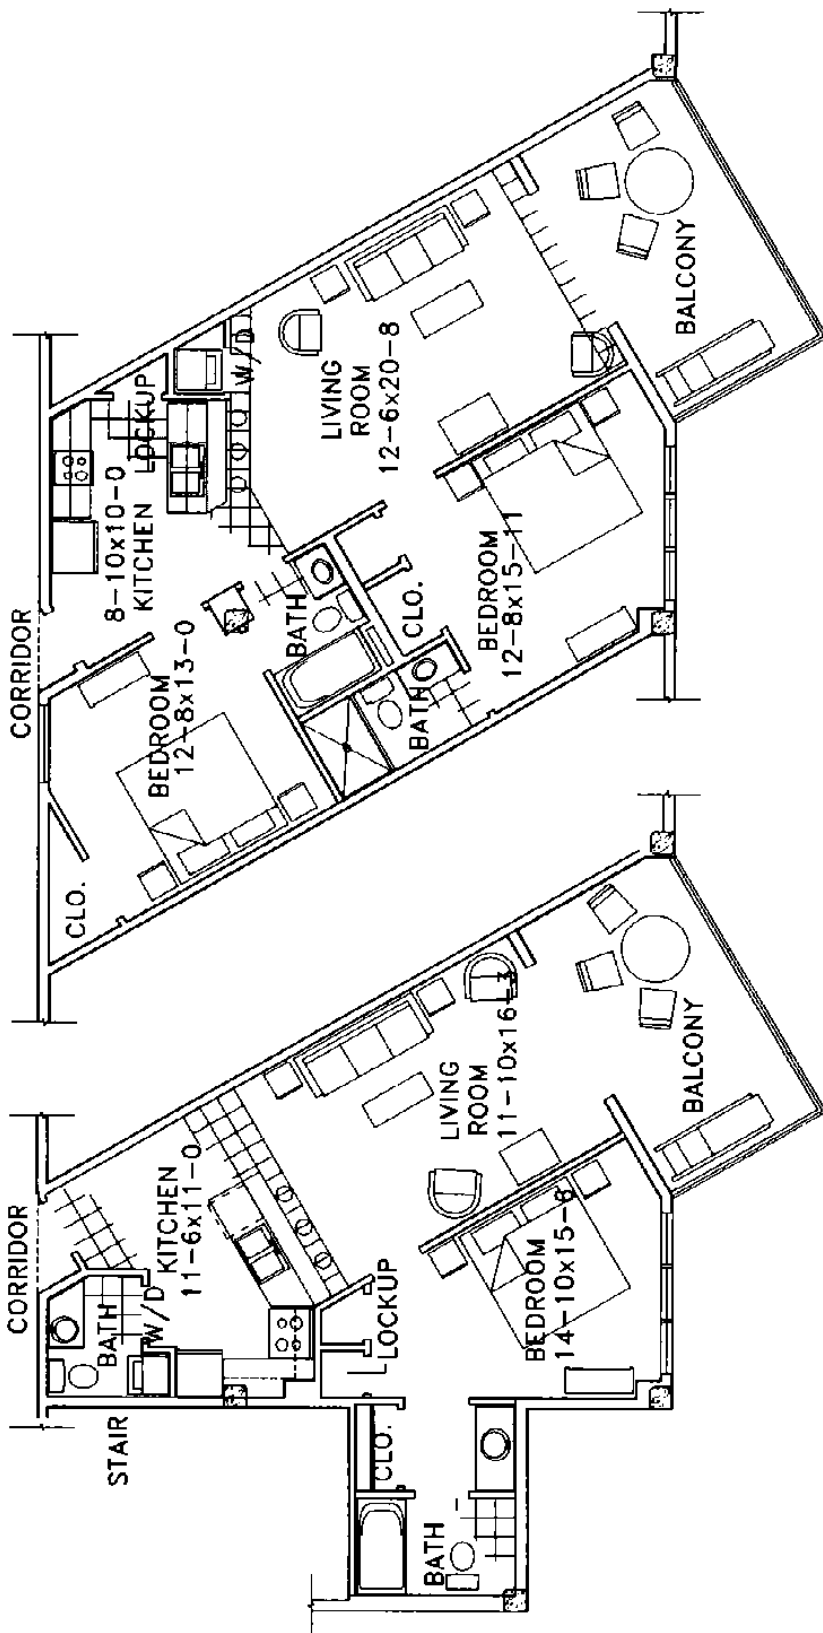 CORRIDOR
STAIR
BATH
W/D
KITCHEN
11-6x11-0
LOCKUP
CLO.
BATH
LIVING
ROOM
11-10x16-3
BEDROOM
14-10x15-8
BALCONY
CORRIDOR
CLO.
8-10x10-0
KITCHEN
LOCKUP
BEDROOM
12-8x13-0
W/D
BATH
LIVING
ROOM
12-6x20-8
CLO.
BATH
BEDROOM
12-8x15-11
BALCONY